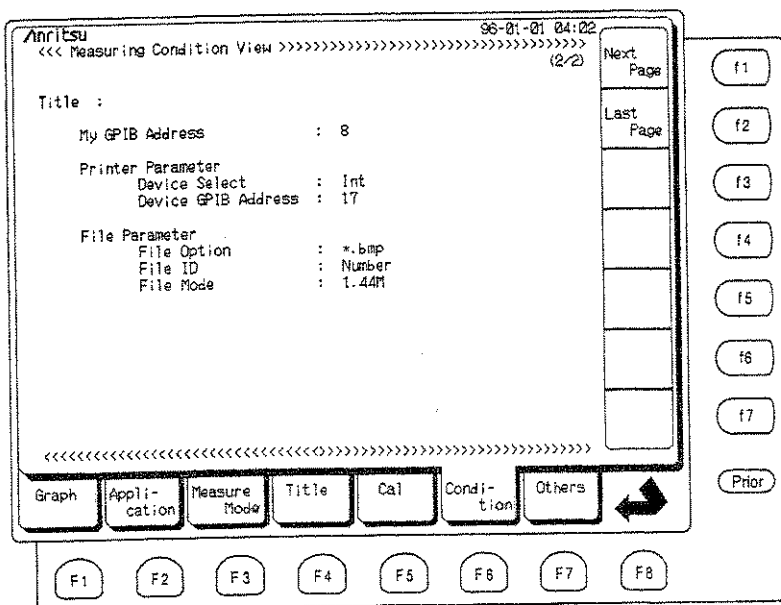 Anritsu 96-01-01 04:02
<<< Measuring Condition View >>>>>>>>>>>>>>>>>>>>>>>>>>>>>>>>>>>>>>
(2/2)
Title :
My GPIB Address : 8
Printer Parameter
Device Select : Int
Device GPIB Address : 17
File Parameter
File Option : *.bmp
File ID : Number
File Mode : 1.44M
<<<<<<<<<<<<<<<<<<<<<<<<<<<<<<<<<<<>>>>>>>>>>>>>>>>>>>>>>>>>>>>>>>>>>>
Next
Page
Last
Page
f1
f2
f3
f4
f5
f6
f7
Prior
Graph
Appli-
cation
Measure
Mode
Title
Cal
Condi-
tion
Others
F1
F2
F3
F4
F5
F6
F7
F8